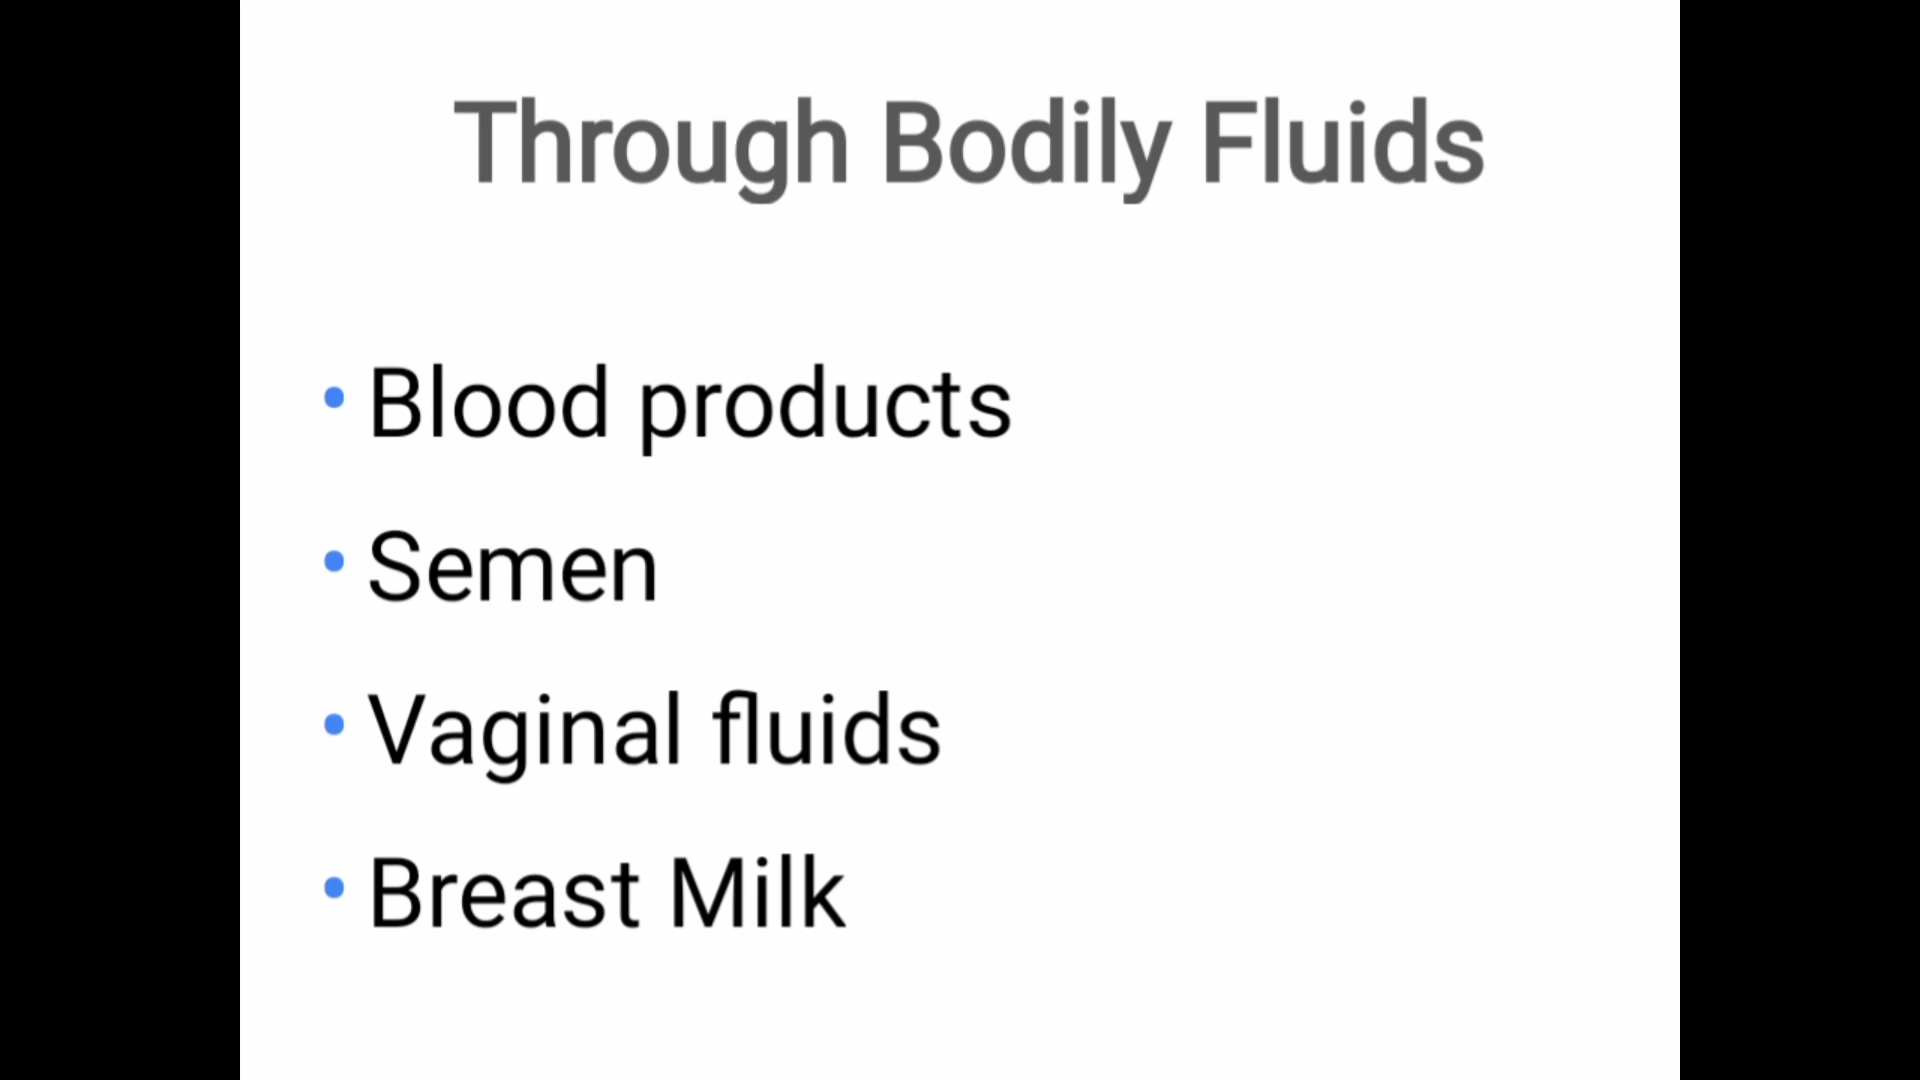 Through Bodily Fluids
• Blood products
• Semen
• Vaginal fluids
• Breast Milk